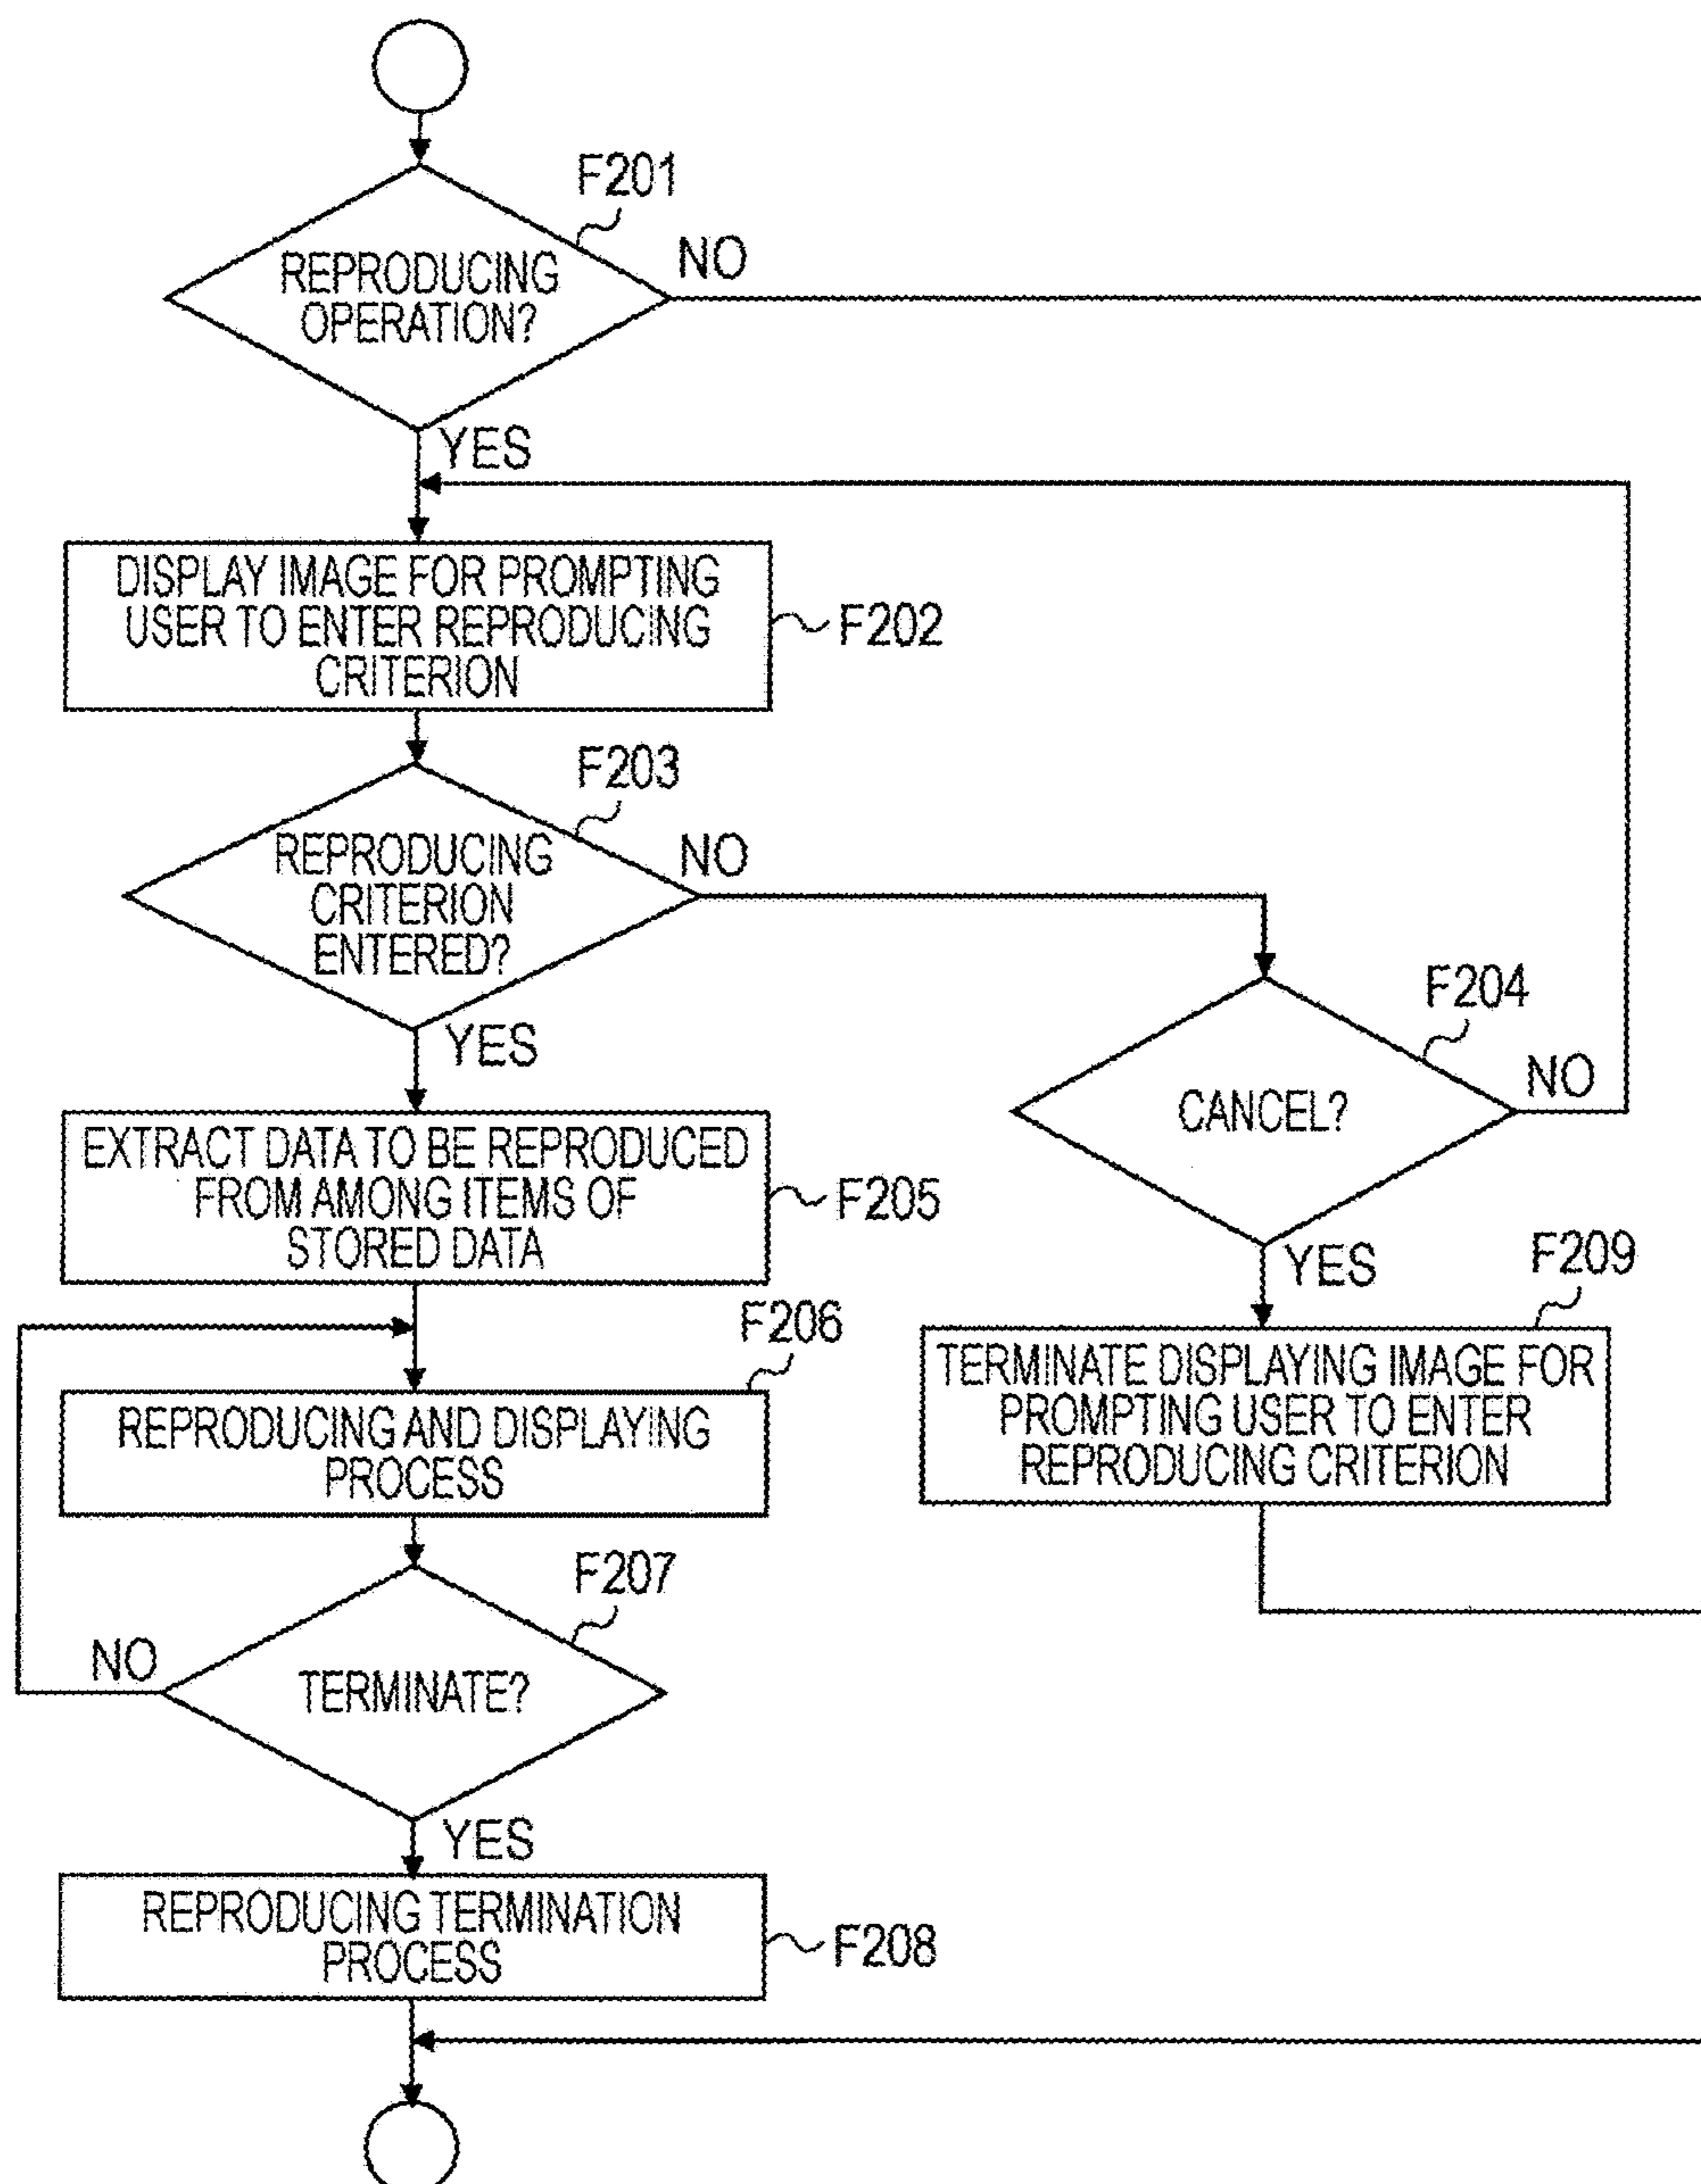 F201
REPRODUCING
OPERATION?
NO
YES
DISPLAY IMAGE FOR PROMPTING
USER TO ENTER REPRODUCING
CRITERION
F202
F203
REPRODUCING
CRITERION
ENTERED?
NO
YES
F204
CANCEL?
NO
YES
EXTRACT DATA TO BE REPRODUCED
FROM AMONG ITEMS OF
STORED DATA
F205
F209
TERMINATE DISPLAYING IMAGE FOR
PROMPTING USER TO ENTER
REPRODUCING CRITERION
F206
REPRODUCING AND DISPLAYING
PROCESS
F207
TERMINATE?
NO
YES
REPRODUCING TERMINATION
PROCESS
F208